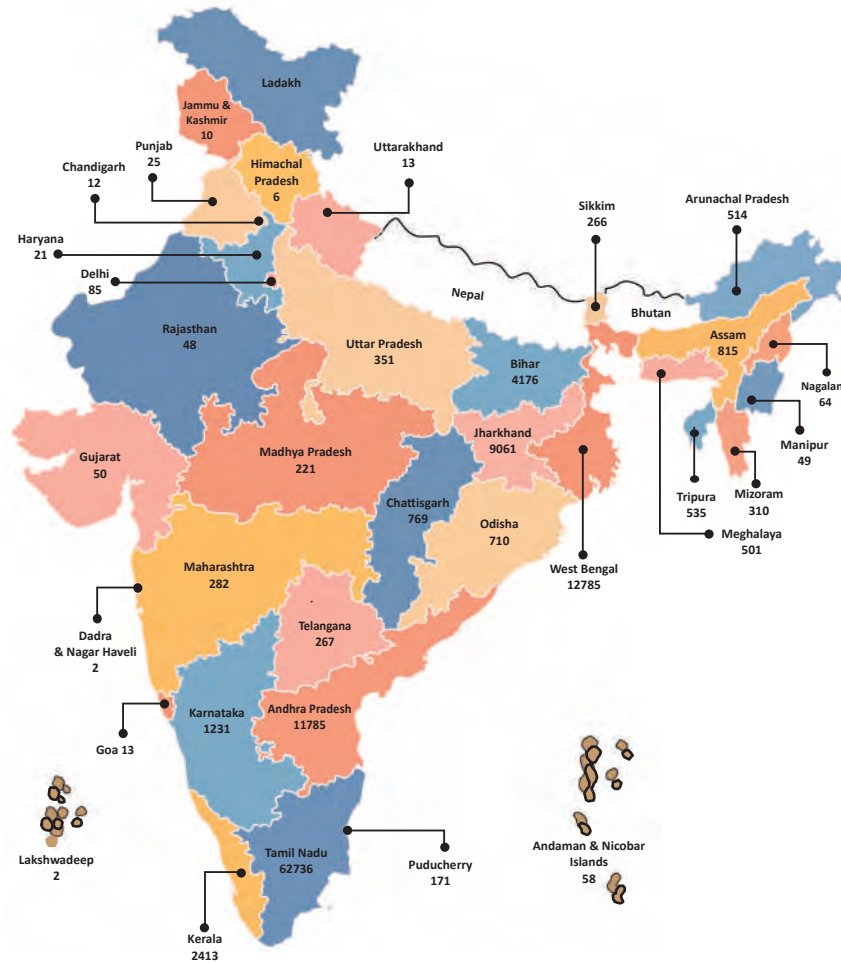 Ladakh
Jammu &
Kashmir
10
Punjab
25
Himachal
Pradesh
6
Uttarakhand
13
Chandigarh
12
Sikkim
266
Arunachal Pradesh
514
Haryana
21
Delhi
85
Nepal
Bhutan
Rajasthan
48
Uttar Pradesh
351
Bihar
4176
Assam
815
Nagalan
64
Manipur
49
Gujarat
50
Madhya Pradesh
221
Jharkhand
9061
Chattisgarh
769
Odisha
710
Tripura
535
Mizoram
310
Meghalaya
501
West Bengal
12785
Maharashtra
282
Dadra
& Nagar Haveli
2
Telangana
267
Karnataka
1231
Andhra Pradesh
11785
Goa 13
Lakshwadeep
2
Tamil Nadu
62736
Puducherry
171
Andaman & Nicobar
Islands
58
Kerala
2413